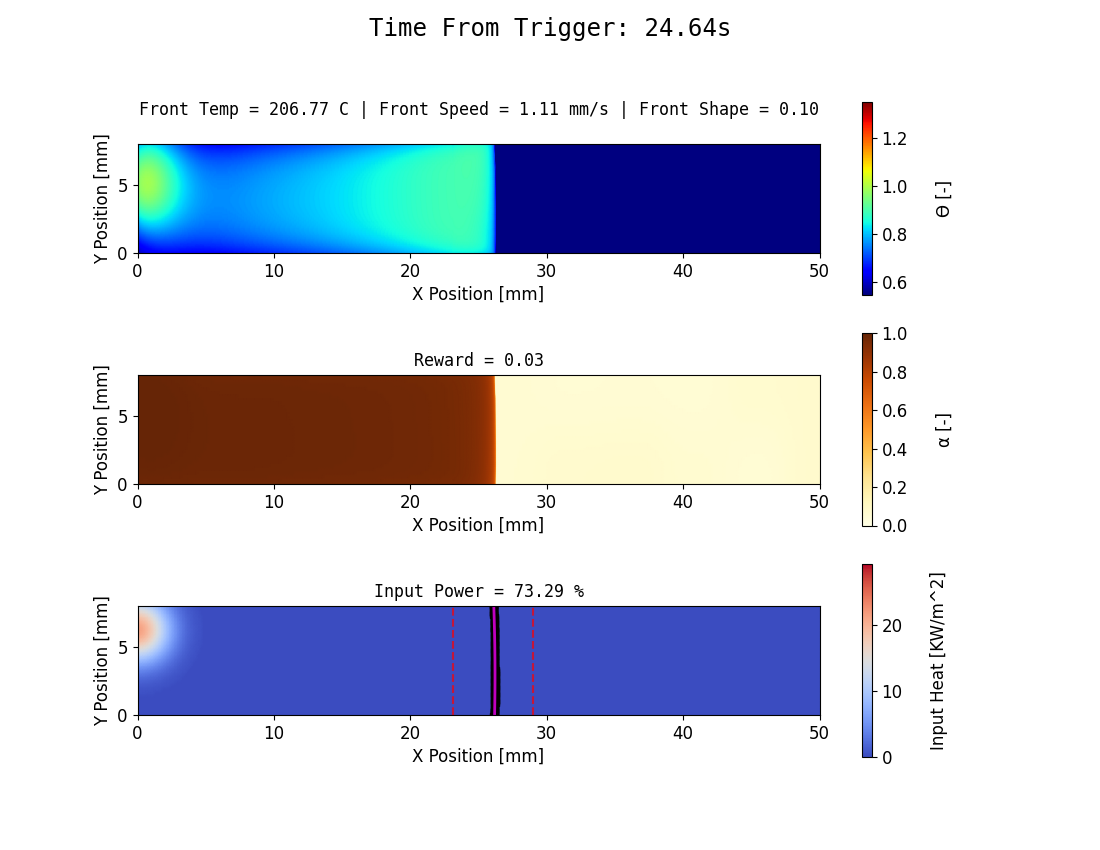 Time From Trigger: 24.64s
Front Temp = 206.77 C | Front Speed = 1.11 mm/s | Front Shape = 0.10
Y Position [mm]
5
0
0 10 20 30 40 50
X Position [mm]
1.2
1.0
0.8
0.6
Θ [-]
Reward = 0.03
Y Position [mm]
5
0
0 10 20 30 40 50
X Position [mm]
1.0
0.8
0.6
0.4
0.2
0.0
α [-]
Input Power = 73.29 %
Y Position [mm]
5
0
0 10 20 30 40 50
X Position [mm]
20
10
0
Input Heat [KW/m^2]